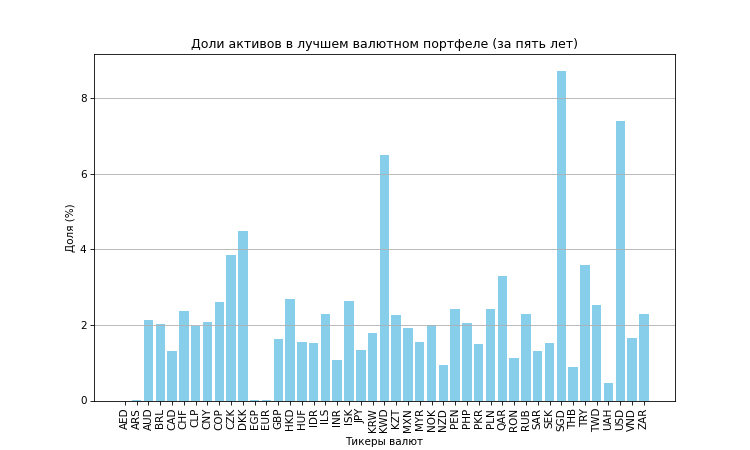 Доли активов в лучшем валютном портфеле (за пять лет)
Доля (%)
8
6
4
2
0
AED ARS AUD BRL CAD CHF CLP CNY COP CZK DKK EGP EUR GBP HKD HUF IDR ILS INR ISK JPY KRW KWD KZT MXN MYR NOK NZD PEN PHP PKR PLN QAR RON RUB SAR SEK SGD THB TRY TWD UAH USD VND ZAR
Тикеры валют